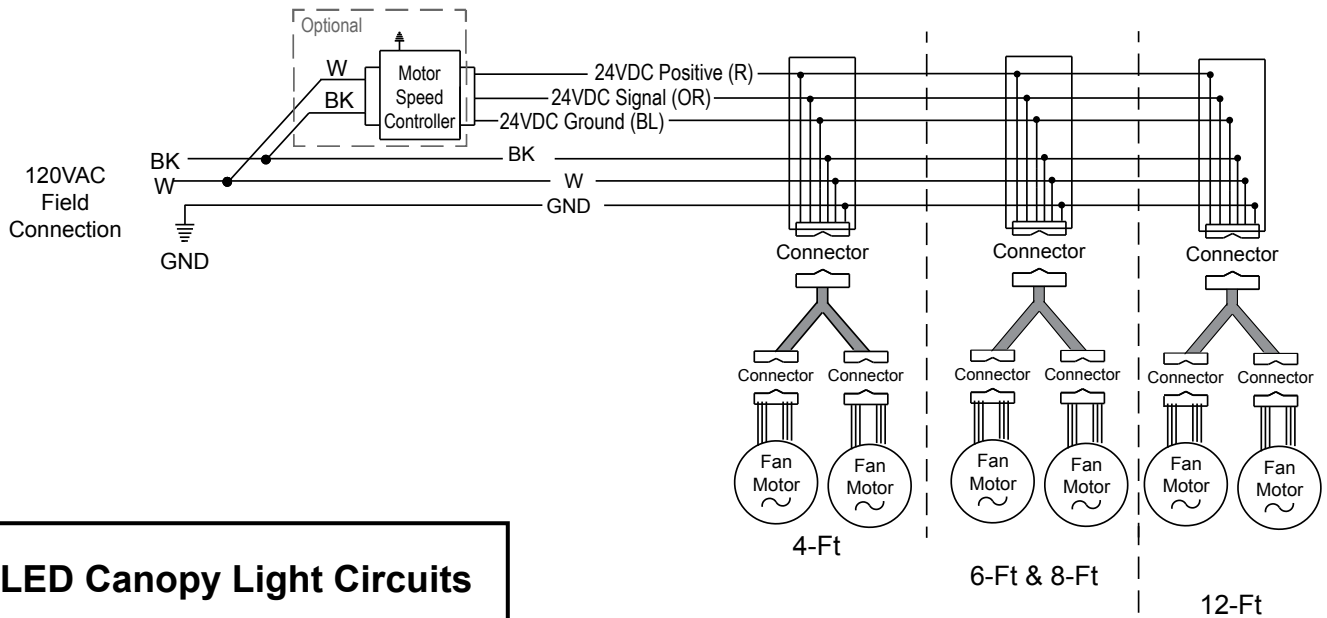 Optional
W
BK
Motor
Speed
Controller
24VDC Positive (R)
24VDC Signal (OR)
24VDC Ground (BL)
120VAC
Field
Connection
BK
W
BK
W
GND
GND
Connector
Connector
Connector
Connector
Connector
Connector
Connector
Connector
Connector
Fan
Motor
Fan
Motor
Fan
Motor
Fan
Motor
Fan
Motor
Fan
Motor
4-Ft
6-Ft & 8-Ft
12-Ft
LED Canopy Light Circuits